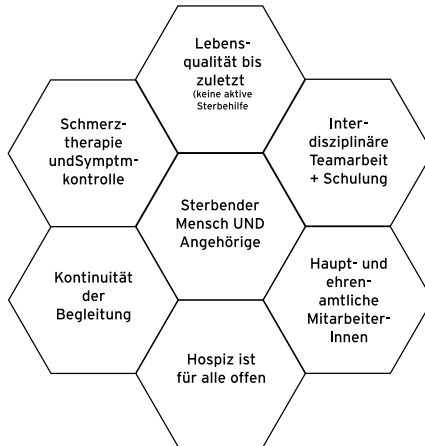 Lebens-
qualität bis
zuletzt
(keine aktive
Sterbehilfe
Schmerz-
therapie
undSymptm-
kontrolle
Inter-
disziplinäre
Teamarbeit
+ Schulung
Sterbender
Mensch UND
Angehörige
Kontinuität
der
Begleitung
Haupt- und
ehren-
amtliche
Mitarbeiter-
Innen
Hospiz ist
für alle offen